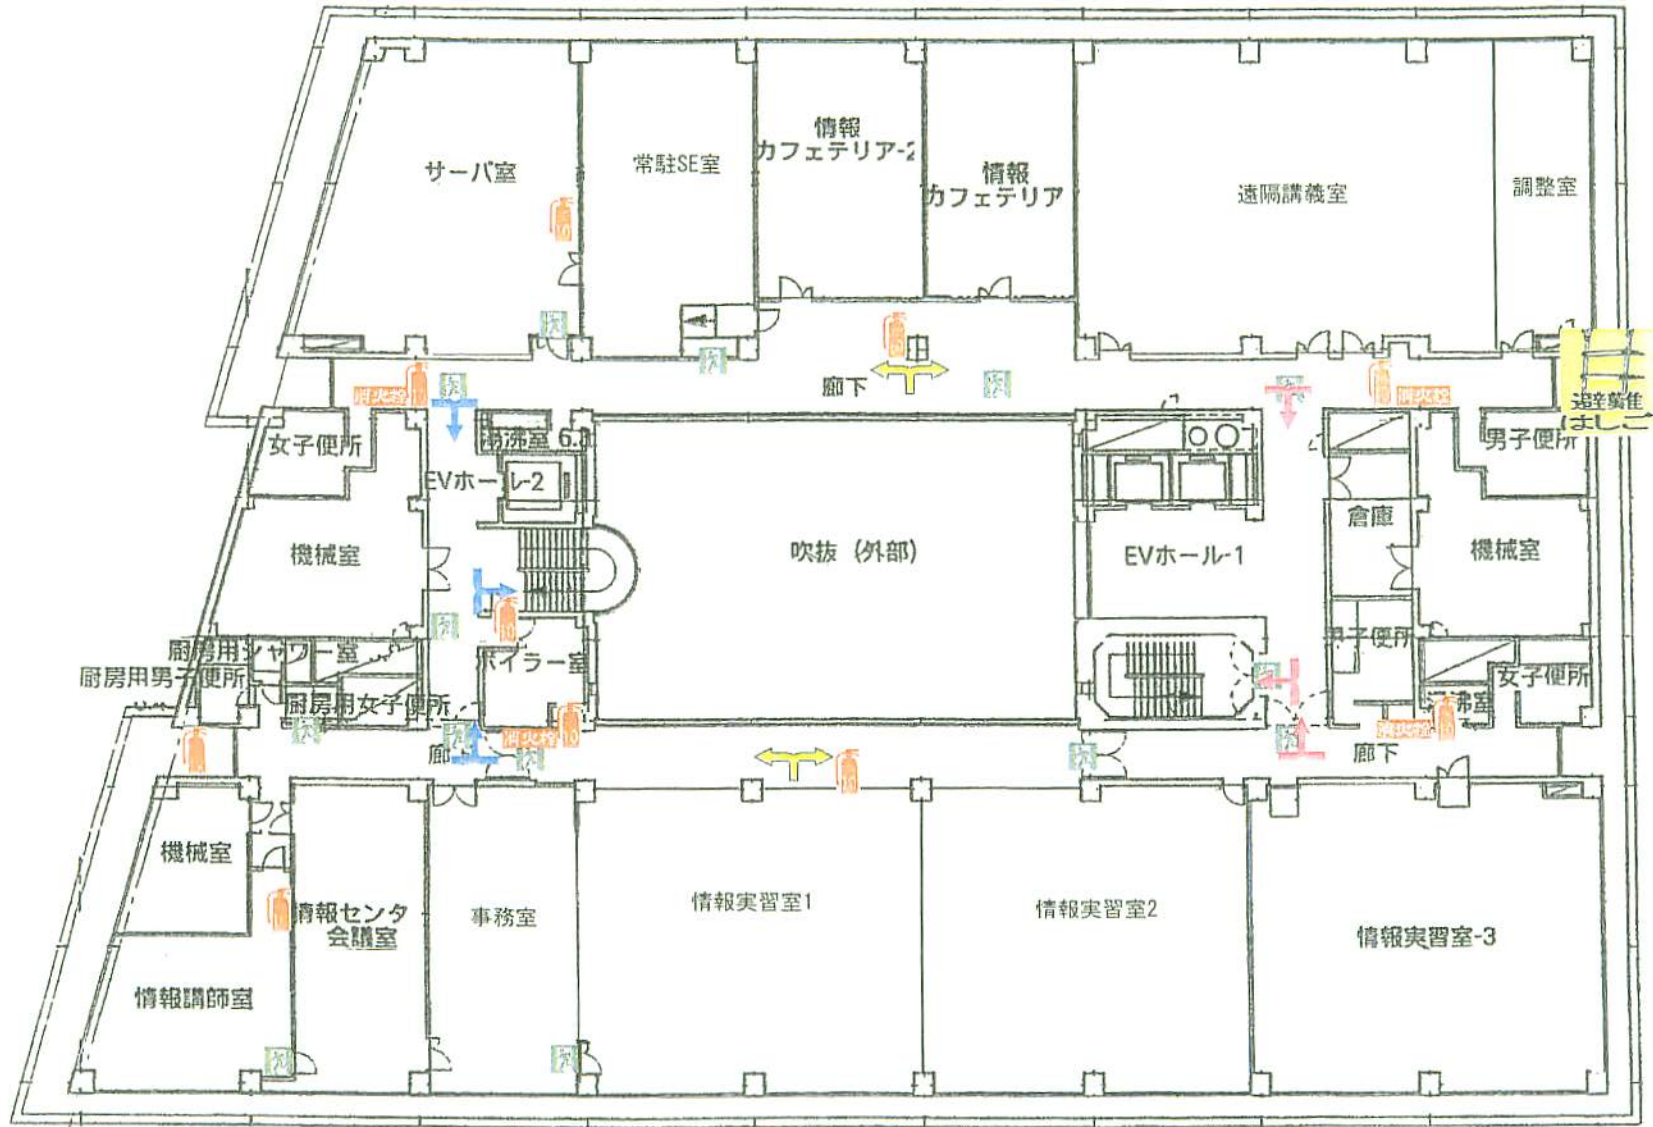 サーバ室
常駐SE室
情報
カフェテリア-2
情報
カフェテリア
遠隔講義室
調整室
消火栓
廊下
消火栓
避難
はしご
女子便所
湯沸室
EVホール-2
機械室
吹抜（外部）
EVホール-1
倉庫
男子便所
機械室
厨房用シャワー室
厨房用男子便所
厨房用女子便所
ボイラー室
男子便所
女子便所
湯沸室
消火栓
廊
消火栓
廊下
機械室
情報センタ
会議室
事務室
情報実習室1
情報実習室2
情報実習室-3
情報講師室